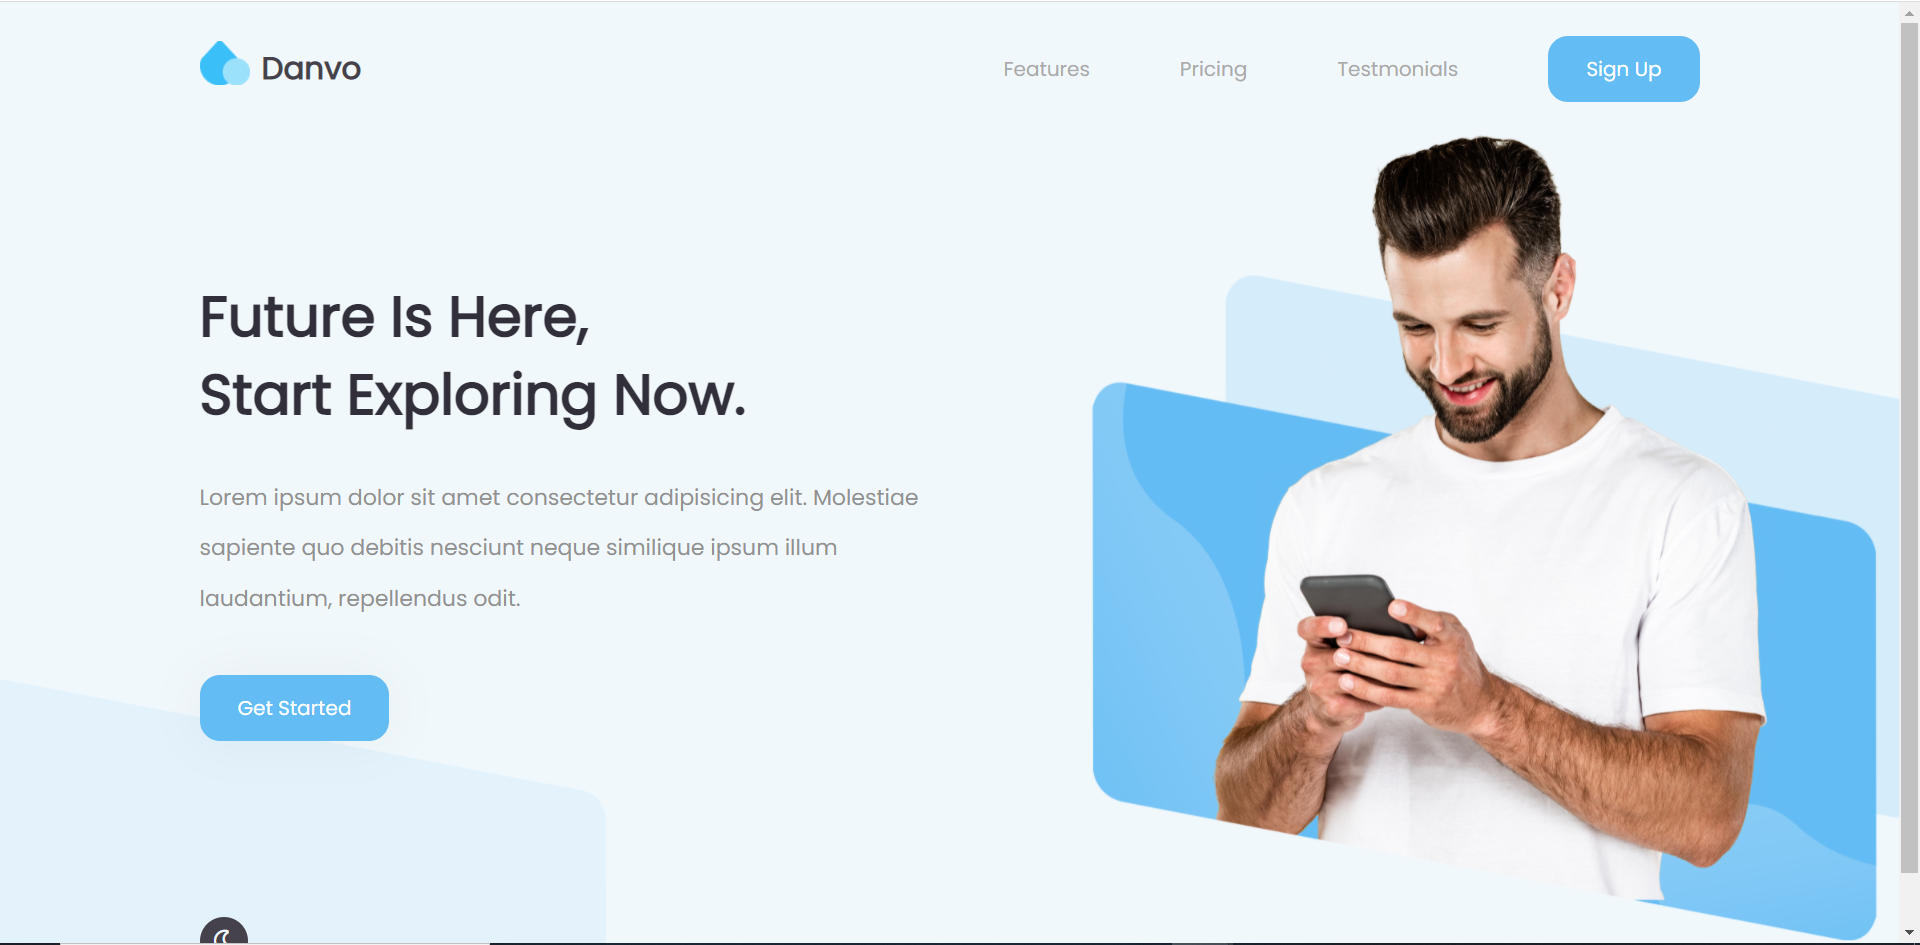 Danvo
Features
Pricing
Testmonials
Sign Up
Future Is Here,
Start Exploring Now.
Lorem ipsum dolor sit amet consectetur adipisicing elit. Molestiae
sapiente quo debitis nesciunt neque similique ipsum illum
laudantium, repellendus odit.
Get Started